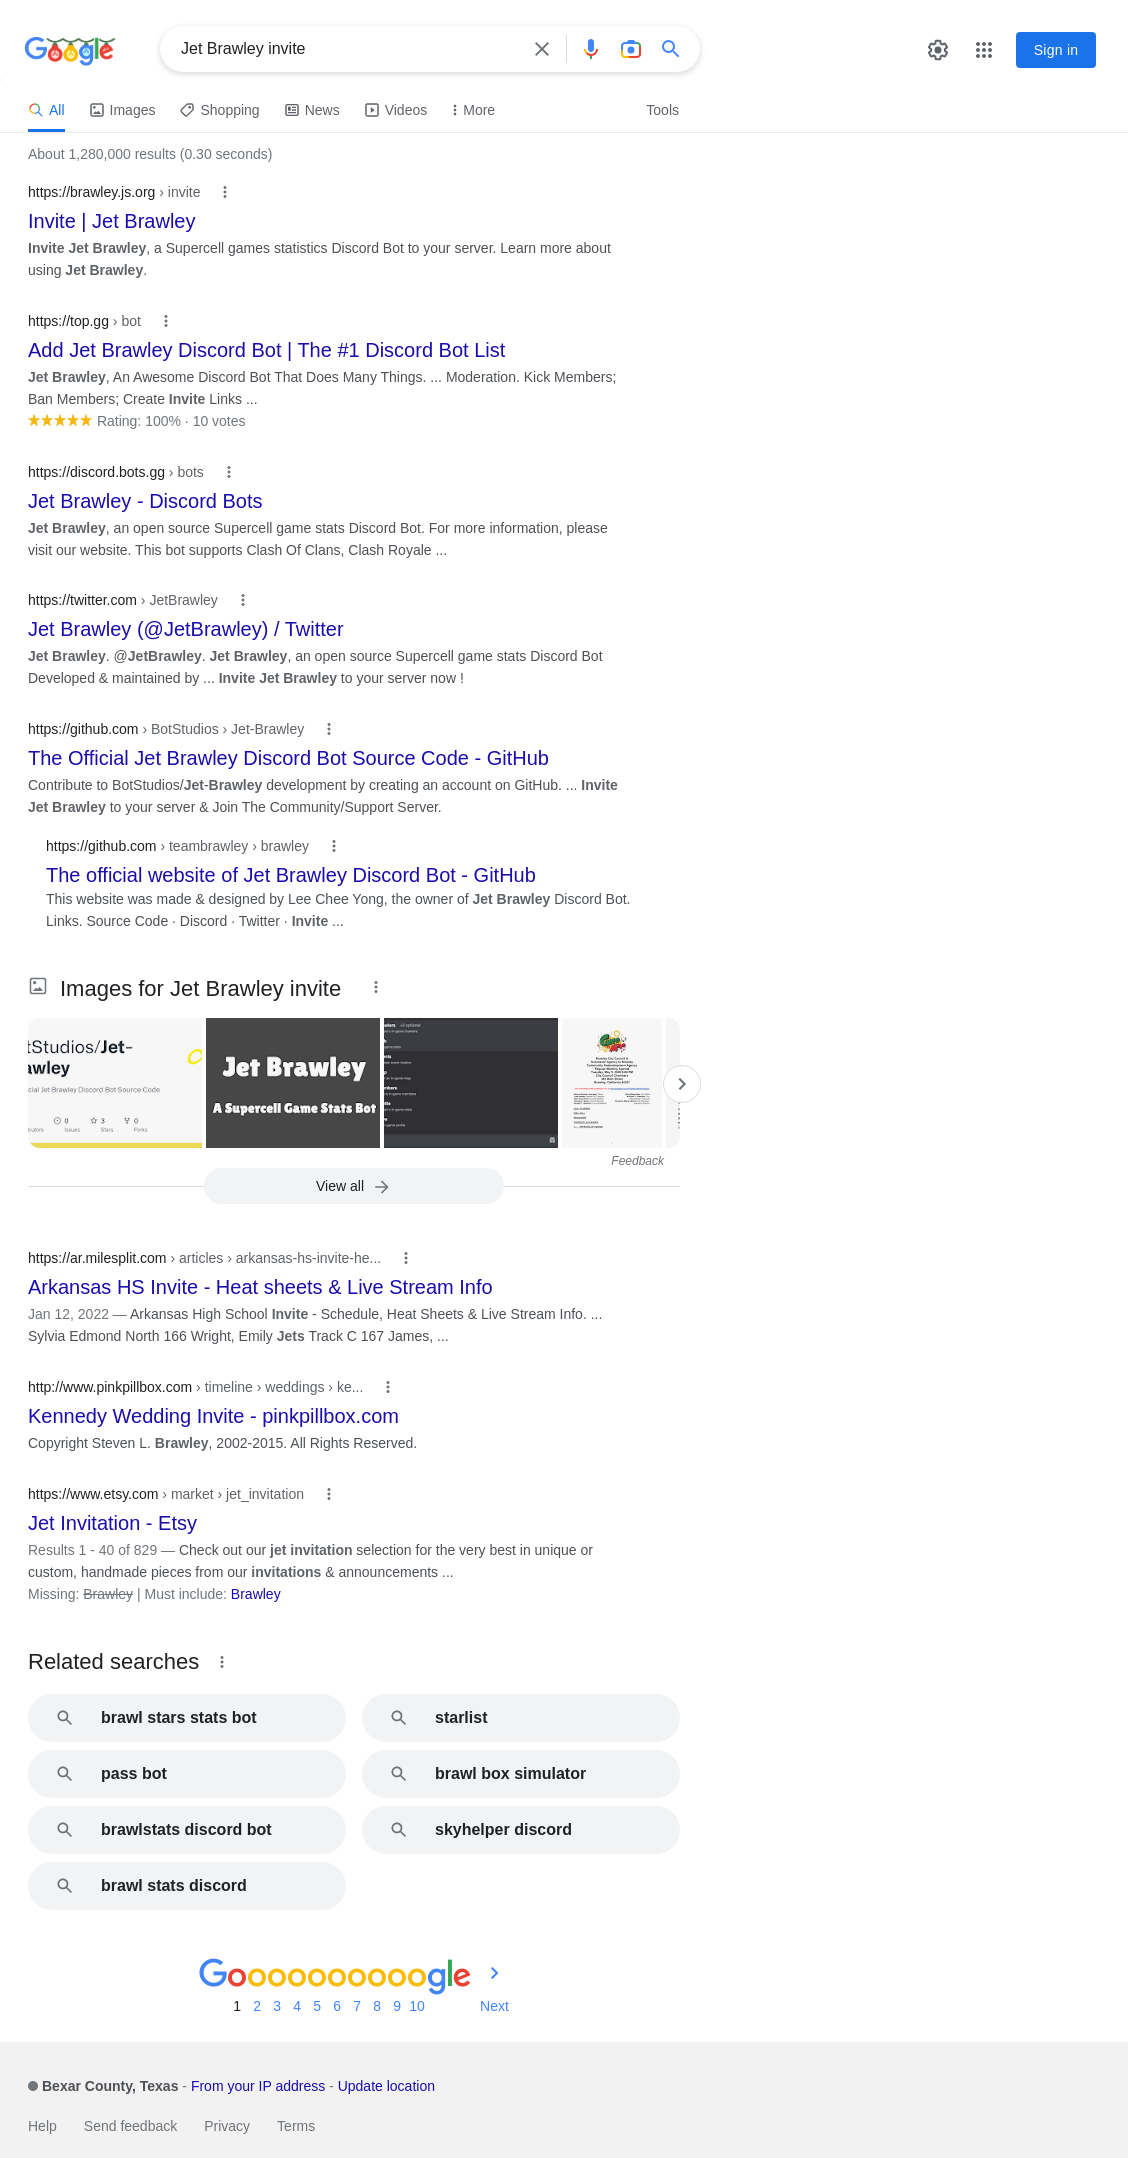 Google
Jet Brawley invite
Sign in
All Images Shopping News Videos More Tools
About 1,280,000 results (0.30 seconds)
https://brawley.js.org › invite
Invite | Jet Brawley
Invite Jet Brawley, a Supercell games statistics Discord Bot to your server. Learn more about
using Jet Brawley.
https://top.gg › bot
Add Jet Brawley Discord Bot | The #1 Discord Bot List
Jet Brawley, An Awesome Discord Bot That Does Many Things. ... Moderation. Kick Members;
Ban Members; Create Invite Links ...
Rating: 100% · 10 votes
https://discord.bots.gg › bots
Jet Brawley - Discord Bots
Jet Brawley, an open source Supercell game stats Discord Bot. For more information, please
visit our website. This bot supports Clash Of Clans, Clash Royale ...
https://twitter.com › JetBrawley
Jet Brawley (@JetBrawley) / Twitter
Jet Brawley. @JetBrawley. Jet Brawley, an open source Supercell game stats Discord Bot
Developed & maintained by ... Invite Jet Brawley to your server now !
https://github.com › BotStudios › Jet-Brawley
The Official Jet Brawley Discord Bot Source Code - GitHub
Contribute to BotStudios/Jet-Brawley development by creating an account on GitHub. ... Invite
Jet Brawley to your server & Join The Community/Support Server.
https://github.com › teambrawley › brawley
The official website of Jet Brawley Discord Bot - GitHub
This website was made & designed by Lee Chee Yong, the owner of Jet Brawley Discord Bot.
Links. Source Code · Discord · Twitter · Invite ...
Images for Jet Brawley invite
tStudios/Jet-
awley
cial Jet Brawley Discord Bot Source Code
0 3 0
Issues Stars Forks
Jet Brawley
A Supercell Game Stats Bot
Feedback
View all
https://ar.milesplit.com › articles › arkansas-hs-invite-he...
Arkansas HS Invite - Heat sheets & Live Stream Info
Jan 12, 2022 — Arkansas High School Invite - Schedule, Heat Sheets & Live Stream Info. ...
Sylvia Edmond North 166 Wright, Emily Jets Track C 167 James, ...
http://www.pinkpillbox.com › timeline › weddings › ke...
Kennedy Wedding Invite - pinkpillbox.com
Copyright Steven L. Brawley, 2002-2015. All Rights Reserved.
https://www.etsy.com › market › jet_invitation
Jet Invitation - Etsy
Results 1 - 40 of 829 — Check out our jet invitation selection for the very best in unique or
custom, handmade pieces from our invitations & announcements ...
Missing: Brawley | Must include: Brawley
Related searches
brawl stars stats bot
starlist
pass bot
brawl box simulator
brawlstats discord bot
skyhelper discord
brawl stats discord
Goooooooooogle
1 2 3 4 5 6 7 8 9 10 Next
Bexar County, Texas - From your IP address - Update location
Help Send feedback Privacy Terms